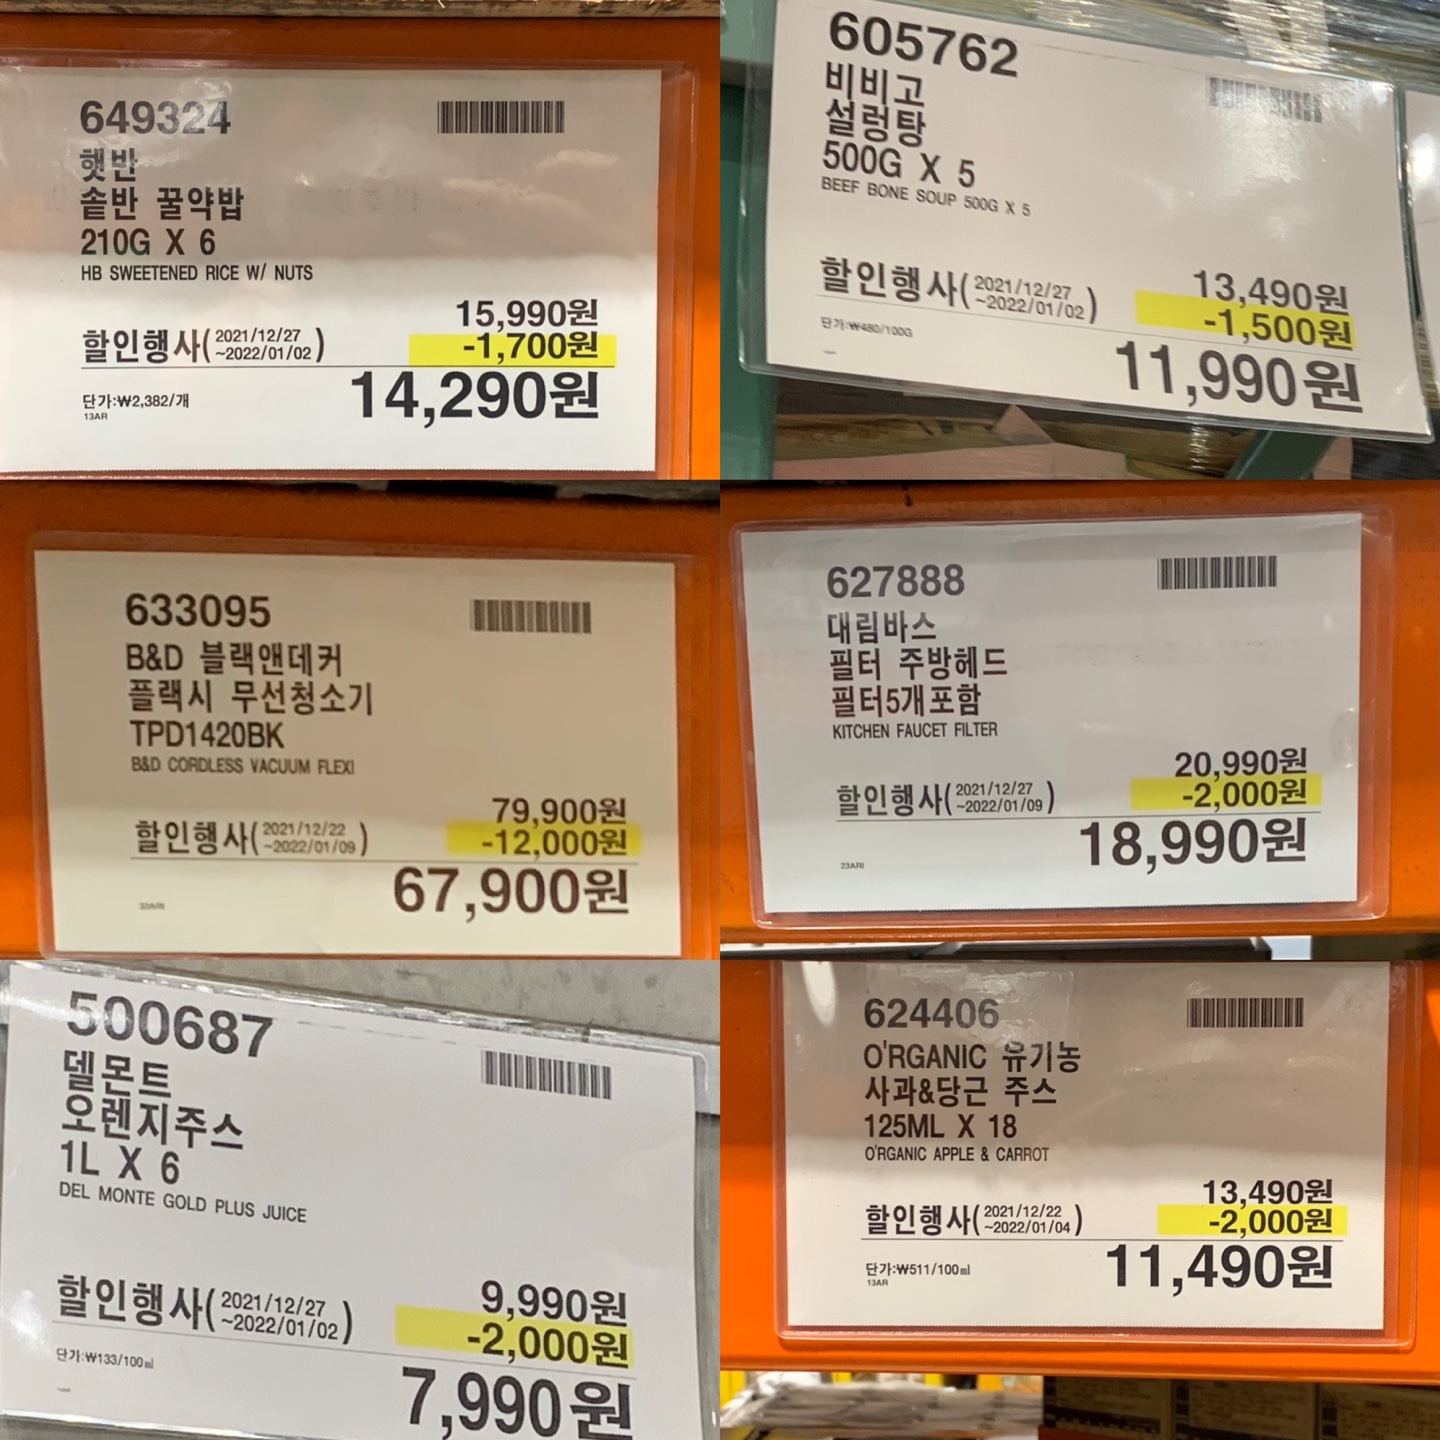 649324
햇반
솥반 꿀약밥
210G X 6
HB SWEETENED RICE W/ NUTS
15,990원
할인행사(2021/12/27 ~2022/01/02)
-1,700원
14,290원
단가:₩2,382/개
13AR
605762
비비고
설렁탕
500G X 5
BEEF BONE SOUP 500G X 5
13,490원
할인행사(2021/12/27 ~2022/01/02)
-1,500원
단가:₩480/100G
11,990원
633095
B&D 블랙앤데커
플랙시 무선청소기
TPD1420BK
B&D CORDLESS VACUUM FLEXI
79,900원
할인행사(2021/12/22 ~2022/01/09)
-12,000원
67,900원
627888
대림바스
필터 주방헤드
필터5개포함
KITCHEN FAUCET FILTER
20,990원
할인행사(2021/12/27 ~2022/01/09)
-2,000원
18,990원
23ARI
500687
델몬트
오렌지주스
1L X 6
DEL MONTE GOLD PLUS JUICE
9,990원
할인행사(2021/12/27 ~2022/01/02)
-2,000원
단가:₩133/100㎖
7,990원
624406
O'RGANIC 유기농
사과&당근 주스
125ML X 18
O'RGANIC APPLE & CARROT
13,490원
할인행사(2021/12/22 ~2022/01/04)
-2,000원
단가:₩511/100㎖
11,490원
13AR